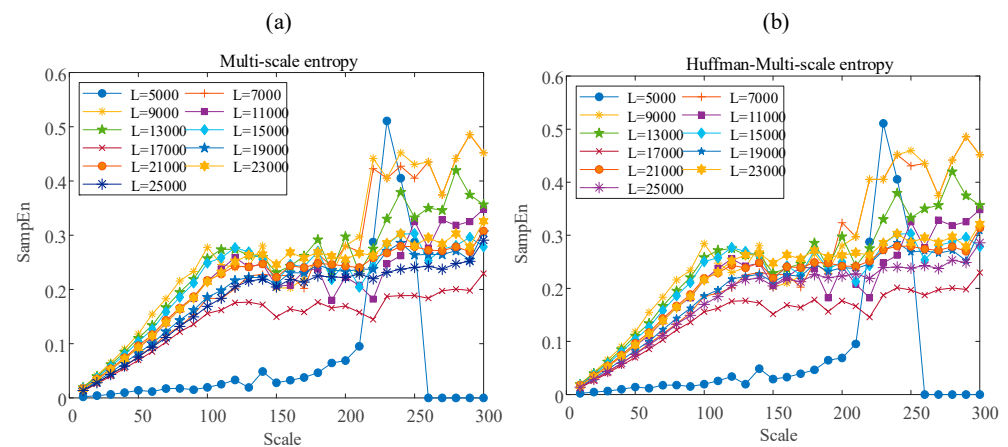 (a)
Multi-scale entropy
0.6
0.5
0.4
0.3
0.2
0.1
0
0 50 100 150 200 250 300
SampEn
Scale
L=5000 L=7000
L=9000 L=11000
L=13000 L=15000
L=17000 L=19000
L=21000 L=23000
L=25000
(b)
Huffman-Multi-scale entropy
0.6
0.5
0.4
0.3
0.2
0.1
0
0 50 100 150 200 250 300
SampEn
Scale
L=5000 L=7000
L=9000 L=11000
L=13000 L=15000
L=17000 L=19000
L=21000 L=23000
L=25000